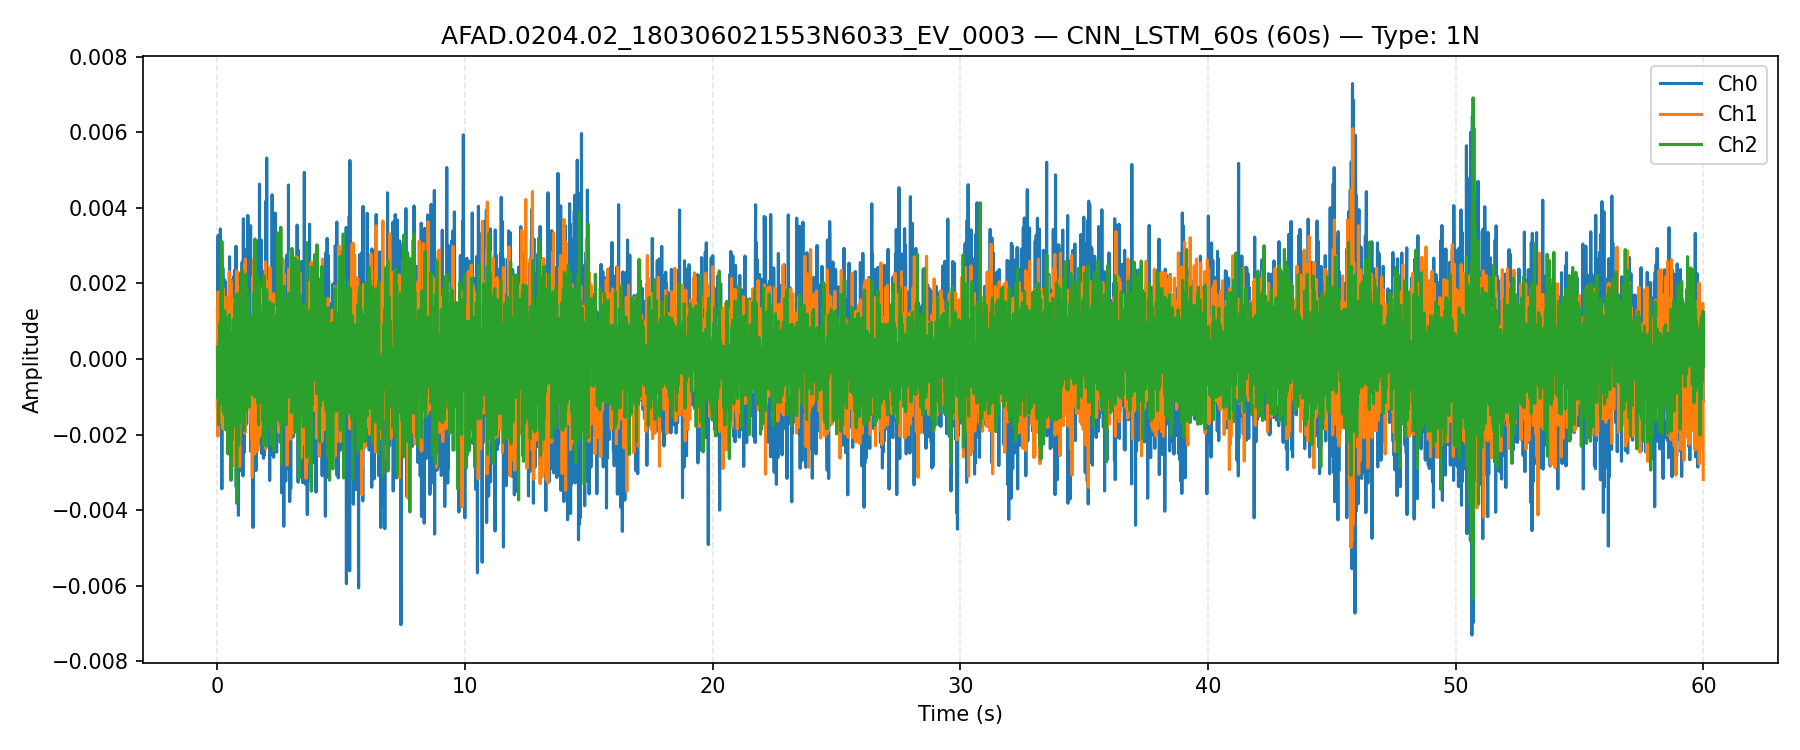 AFAD.0204.02_180306021553N6033_EV_0003 — CNN_LSTM_60s (60s) — Type: 1N
0.008
0.006
0.004
0.002
0.000
−0.002
−0.004
−0.006
−0.008
Amplitude
Ch0
Ch1
Ch2
0 10 20 30 40 50 60
Time (s)